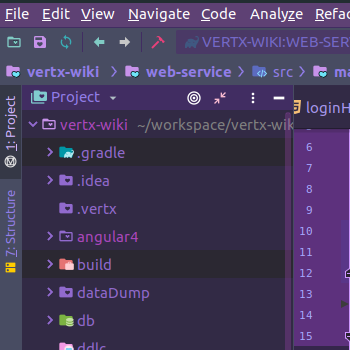 File Edit View Navigate Code Analyze Refac
VERTX-WIKI:WEB-SER
vertx-wiki web-service src ma
Project
loginH
1: Project
7: Structure
vertx-wiki ~/workspace/vertx-wik
.gradle
.idea
.vertx
angular4
build
dataDump
db
ddlc
6
7
8
9
10
11
12
13
14
15